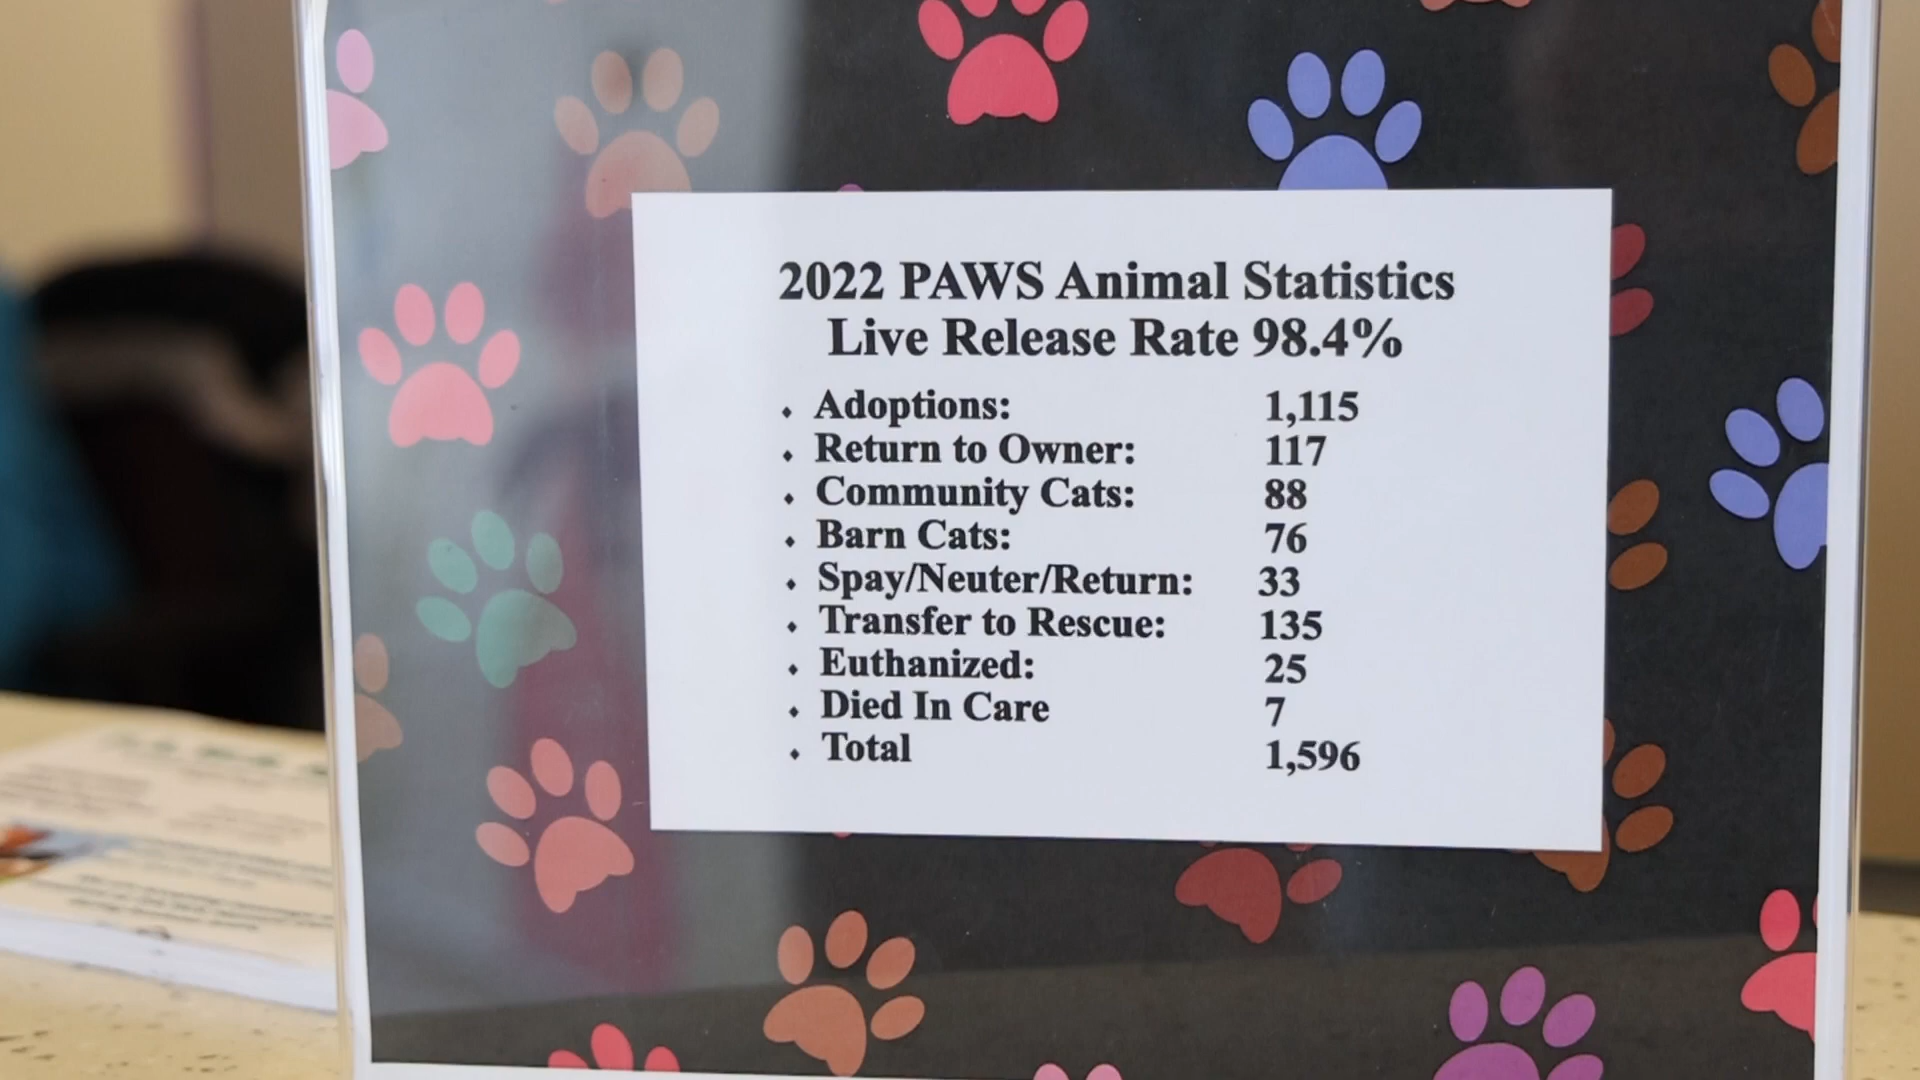 2022 PAWS Animal Statistics
Live Release Rate 98.4%
• Adoptions: 1,115
• Return to Owner: 117
• Community Cats: 88
• Barn Cats: 76
• Spay/Neuter/Return: 33
• Transfer to Rescue: 135
• Euthanized: 25
• Died In Care 7
• Total 1,596